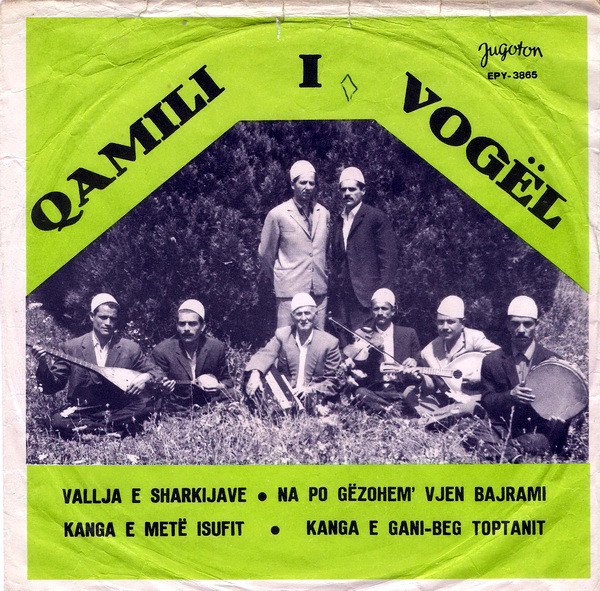 Jugoton
EPY-3865
QAMILI I VOGËL
VALLJA E SHARKIJAVE • NA PO GËZOHEM' VJEN BAJRAMI
KANGA E METË ISUFIT • KANGA E GANI-BEG TOPTANIT